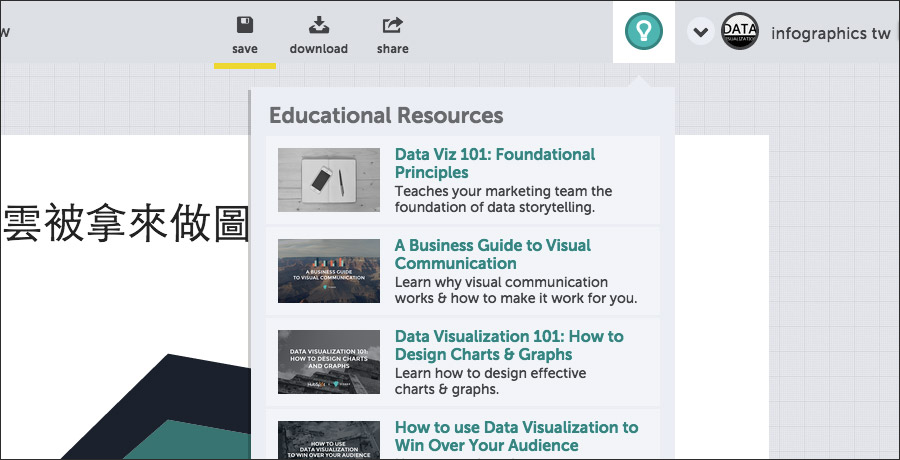 w
save
download
share
DATA
VISUALIZATION
infographics tw
Educational Resources
雲被拿來做圖
Data Viz 101: Foundational
Principles
Teaches your marketing team the
foundation of data storytelling.
A BUSINESS GUIDE
TO VISUAL COMMUNICATION
A Business Guide to Visual
Communication
Learn why visual communication
works & how to make it work for you.
DATA VISUALIZATION 101:
HOW TO DESIGN CHARTS
AND GRAPHS
HubSpot
Data Visualization 101: How to
Design Charts & Graphs
Learn how to design effective
charts & graphs.
HOW TO USE
DATA VISUALIZATION
TO WIN OVER YOUR AUDIENCE
How to use Data Visualization to
Win Over Your Audience